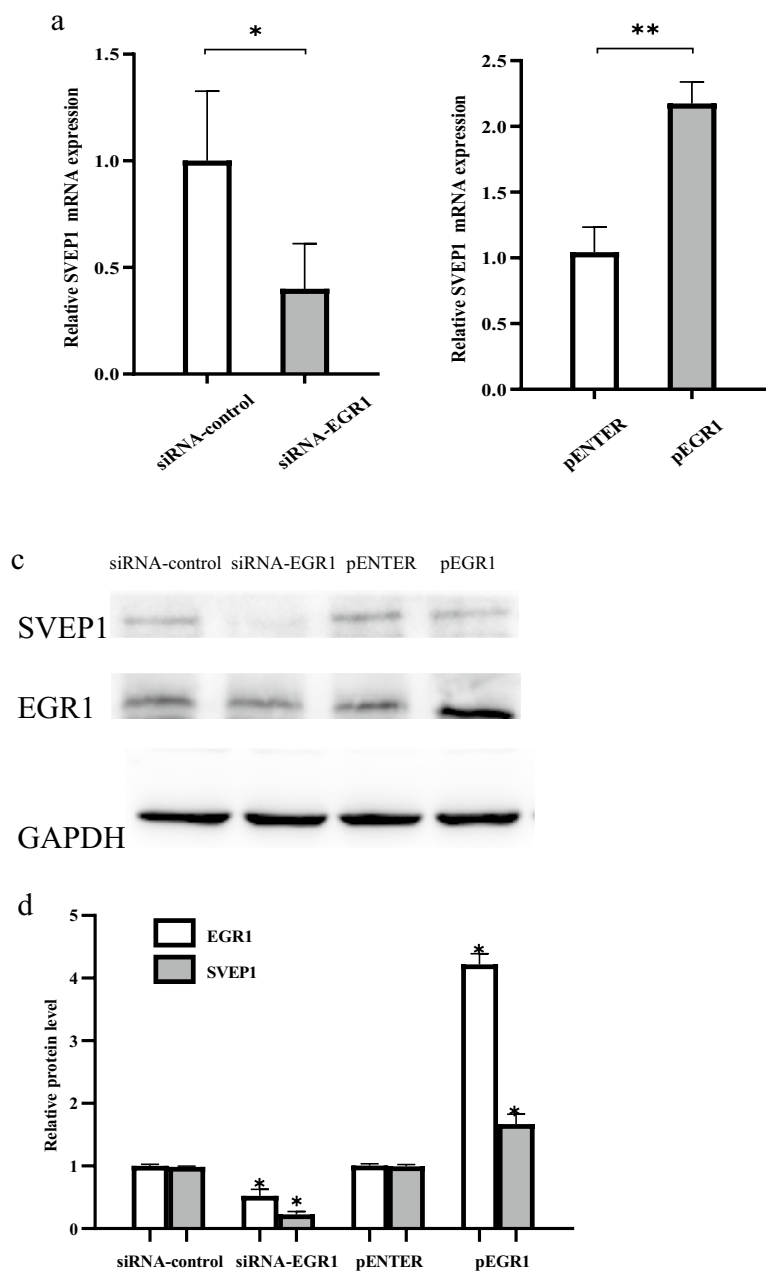 a
*
1.5
1.0
0.5
0.0
Relative SVEP1 mRNA expression
siRNA-control
siRNA-EGR1
**
2.5
2.0
1.5
1.0
0.5
0.0
Relative SVEP1 mRNA expression
pENTER
pEGR1
c
siRNA-control siRNA-EGR1 pENTER pEGR1
SVEP1
EGR1
GAPDH
d
EGR1
SVEP1
5
4
3
2
1
0
Relative protein level
*
*
*
*
siRNA-control siRNA-EGR1 pENTER pEGR1